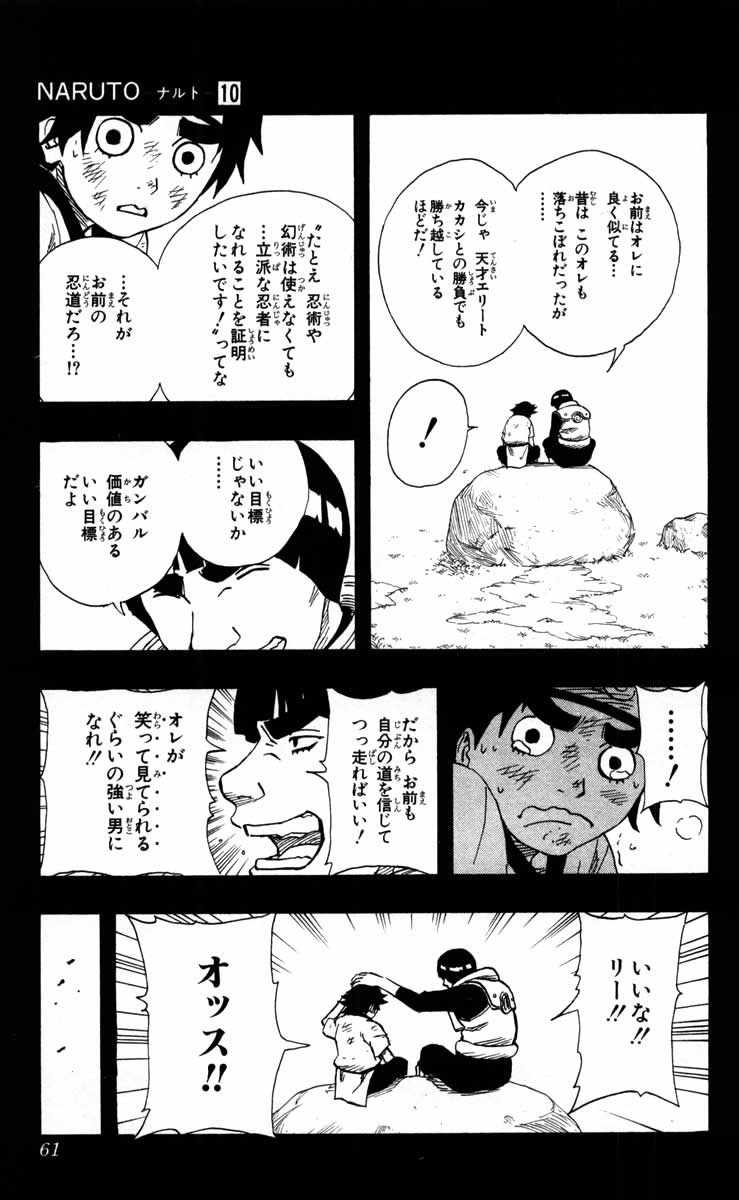 NARUTO ナルト 10
お前はオレに
良く似てる…
昔は このオレも
落ちこぼれだったが
……
今じゃ 天才エリート
カカシとの勝負でも
勝ち越している
ほどだ!
!
“たとえ 忍術や
幻術は使えなくても
…立派な忍者に
なれることを証明
したいです!”ってな
…それが
お前の
忍道だろ…!?
いい目標
じゃないか
……
ガンバル
価値のある
いい目標
だよ
……!
だから お前も
自分の道を信じて
つっ走ればいい!
オレが
笑って見てられる
ぐらいの強い男に
なれ!!
いいな!!
リー!!
オッス!!
61